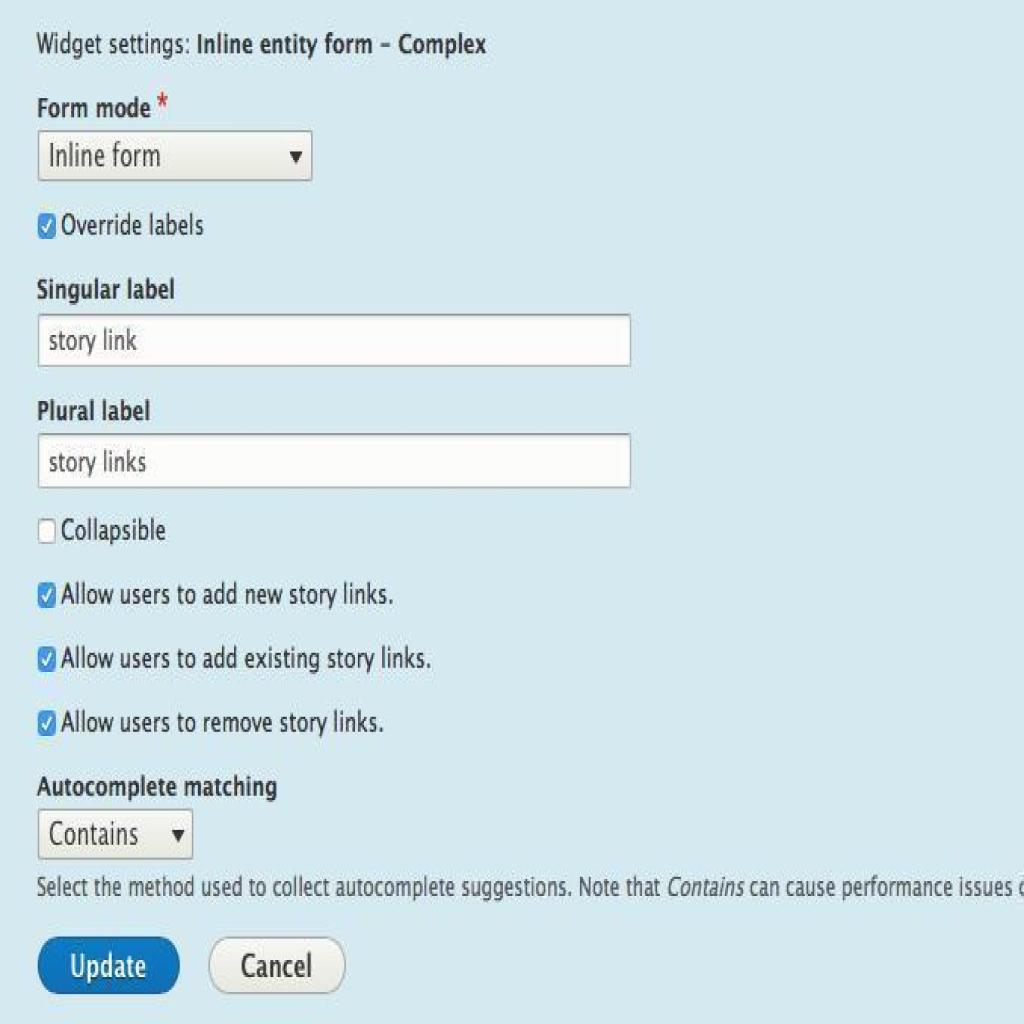 Widget settings: Inline entity form – Complex
Form mode *
Inline form
Override labels
Singular label
story link
Plural label
story links
Collapsible
Allow users to add new story links.
Allow users to add existing story links.
Allow users to remove story links.
Autocomplete matching
Contains
Select the method used to collect autocomplete suggestions. Note that Contains can cause performance issues
Update
Cancel